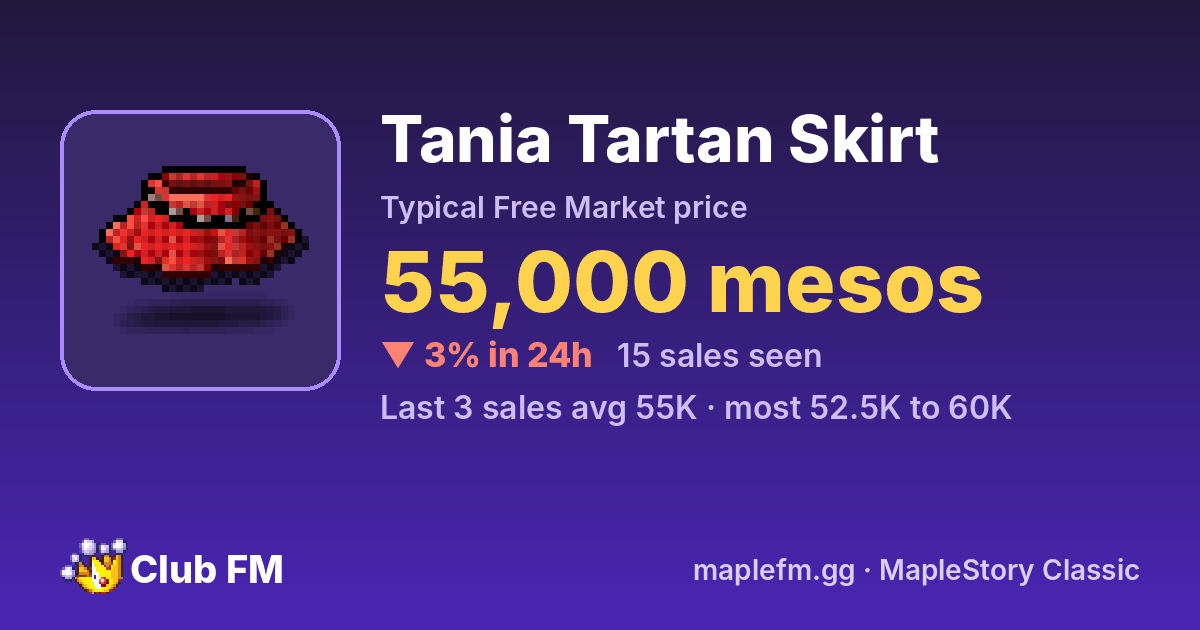 Tania Tartan Skirt
Typical Free Market price
55,000 mesos
▼ 3% in 24h 15 sales seen
Last 3 sales avg 55K · most 52.5K to 60K
Club FM
maplefm.gg · MapleStory Classic